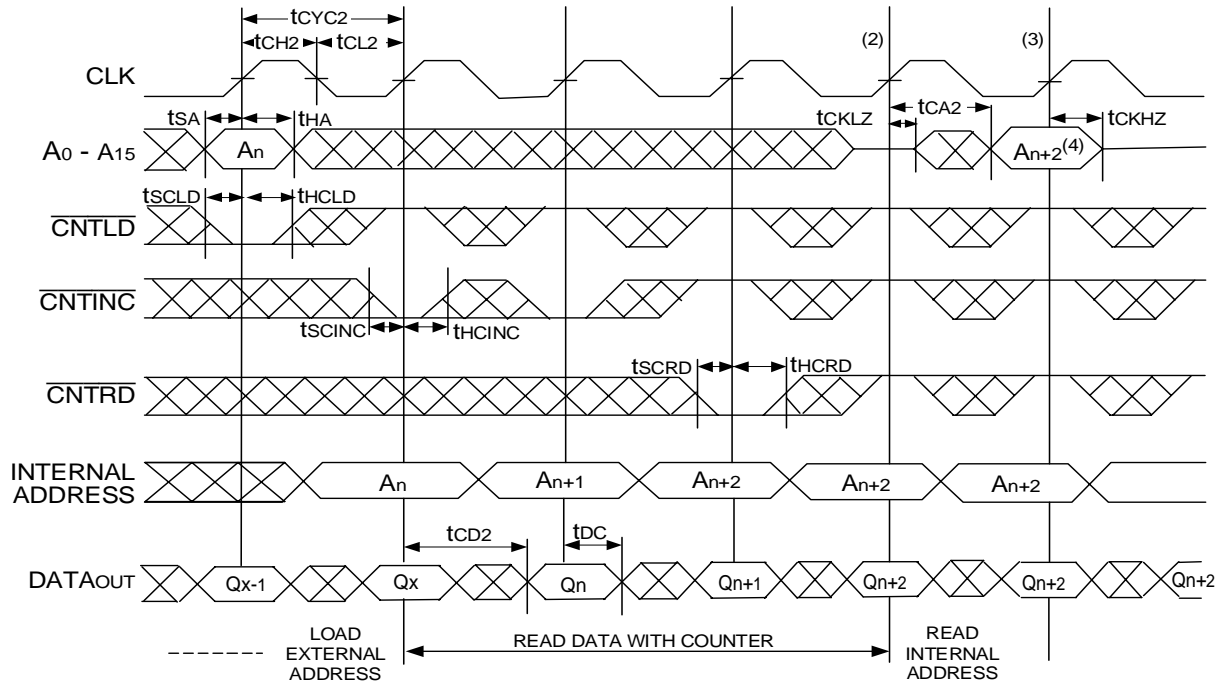 tCYC2
tCH2 tCL2 (2) (3)
CLK
tSA tHA tCKLZ tCA2 tCKHZ
A0 - A15 An An+2(4)
tSCLD tHCLD
CNTLD
CNTINC
tSCINC tHCINC
tSCRD tHCRD
CNTRD
INTERNAL
ADDRESS
An An+1 An+2 An+2 An+2
tCD2 tDC
DATAOUT Qx-1 Qx Qn Qn+1 Qn+2 Qn+2 Qn+2
LOAD
EXTERNAL
ADDRESS
READ DATA WITH COUNTER
READ
INTERNAL
ADDRESS